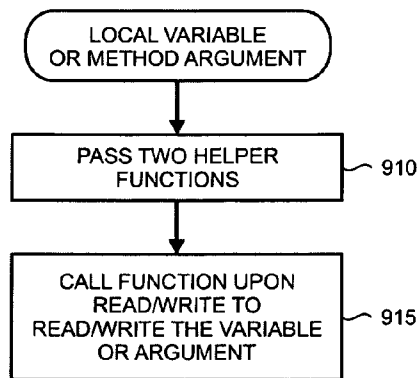 LOCAL VARIABLE
OR METHOD ARGUMENT
PASS TWO HELPER
FUNCTIONS
910
CALL FUNCTION UPON
READ/WRITE TO
READ/WRITE THE VARIABLE
OR ARGUMENT
915